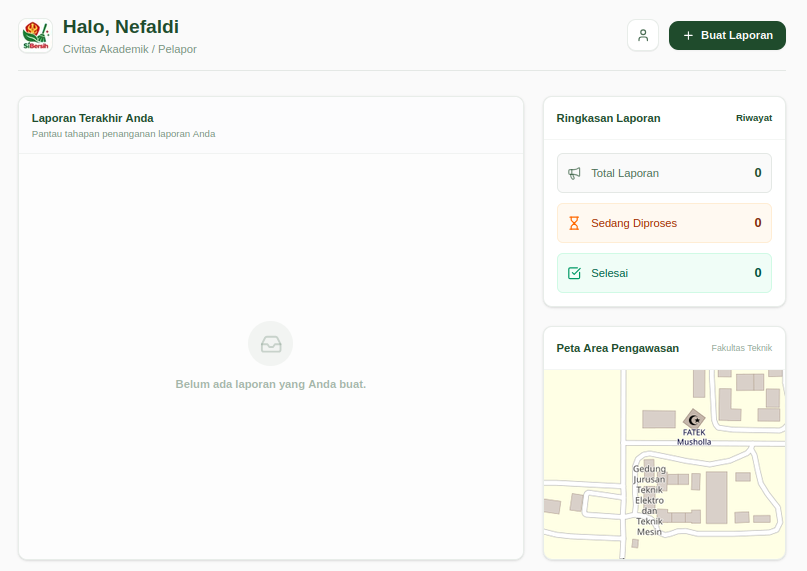 SiBersih
Halo, Nefaldi
Civitas Akademik / Pelapor
Buat Laporan
Laporan Terakhir Anda
Pantau tahapan penanganan laporan Anda
Belum ada laporan yang Anda buat.
Ringkasan Laporan
Riwayat
Total Laporan 0
Sedang Diproses 0
Selesai 0
Peta Area Pengawasan
Fakultas Teknik
FATEK
Musholla
Gedung
Jurusan
Teknik
Elektro
dan
Teknik
Mesin